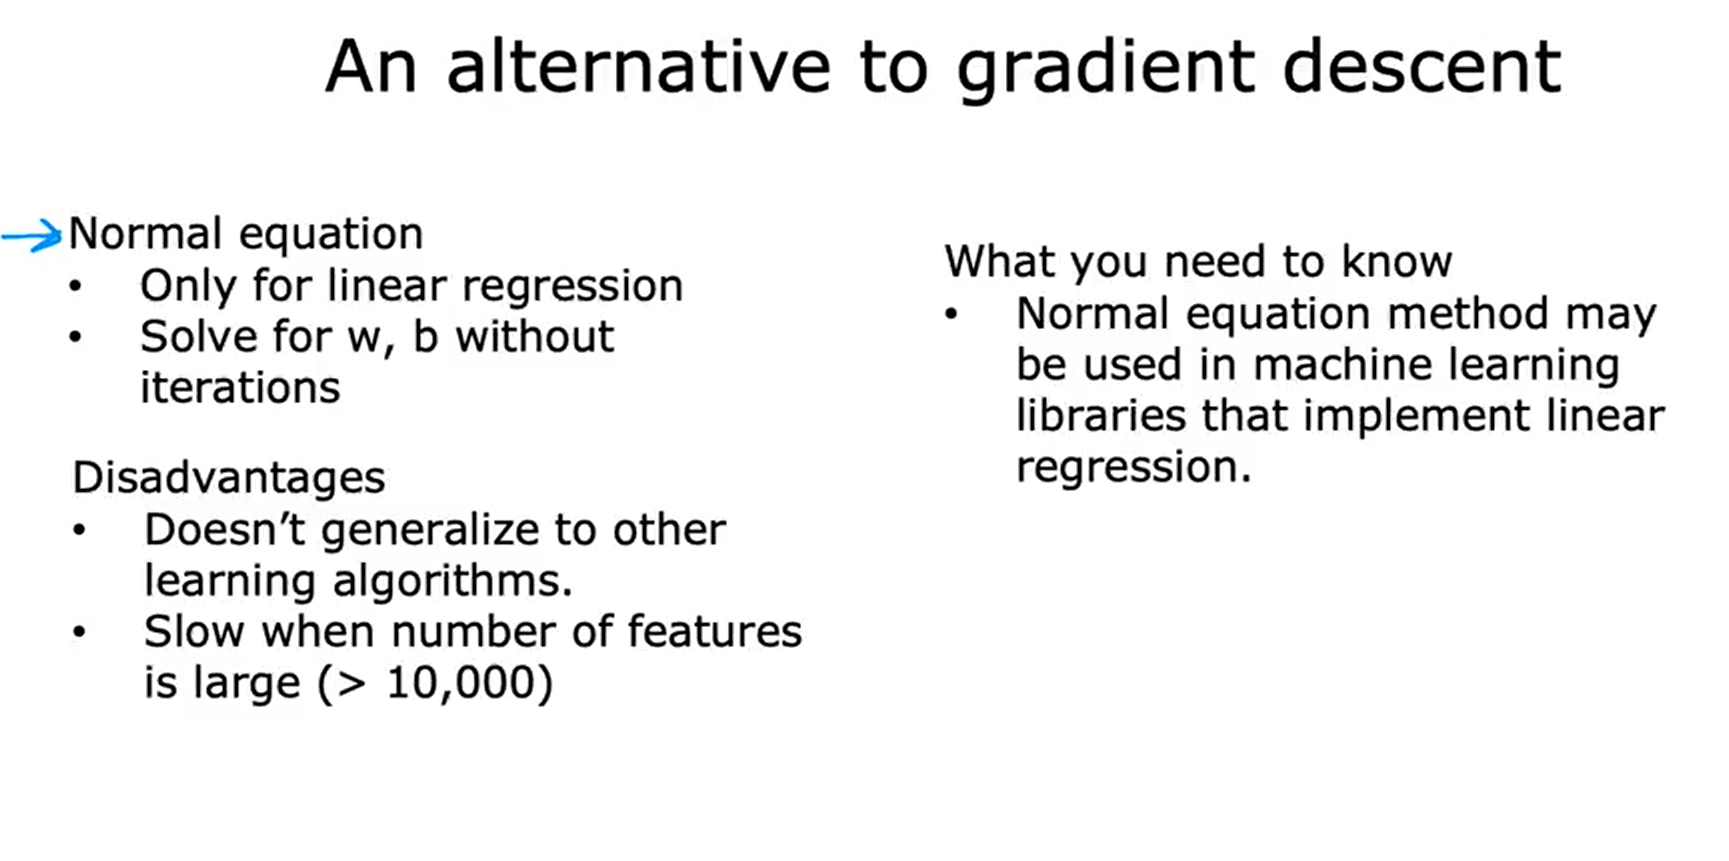 An alternative to gradient descent
Normal equation
• Only for linear regression
• Solve for w, b without
iterations
Disadvantages
• Doesn’t generalize to other
learning algorithms.
• Slow when number of features
is large (> 10,000)
What you need to know
• Normal equation method may
be used in machine learning
libraries that implement linear
regression.